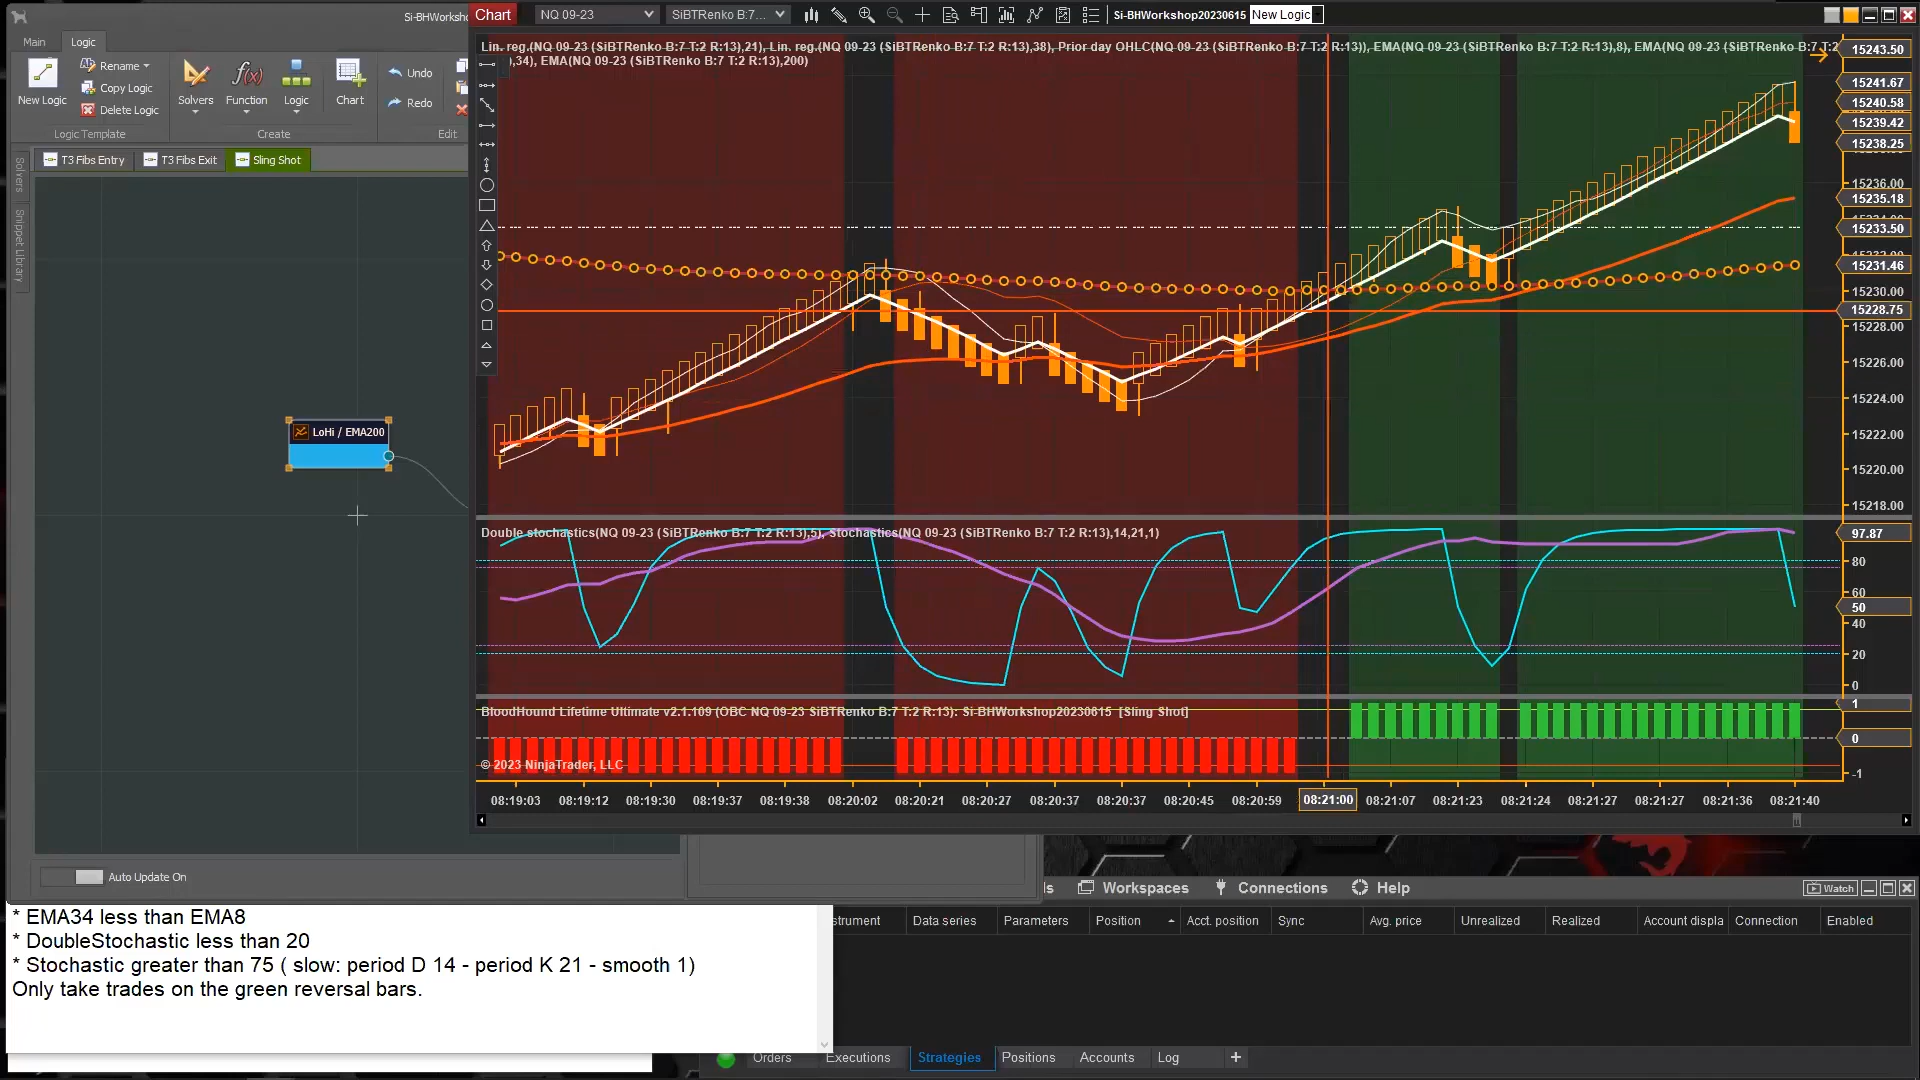 Si-BHWorksho
Main
Logic
New Logic
Rename
Copy Logic
Delete Logic
Logic Template
Solvers
Function
Logic
Chart
Create
Undo
Redo
Edit
T3 Fibs Entry
T3 Fibs Exit
Sling Shot
Solvers
Snippet Library
LoHi / EMA200
Auto Update On
Chart
NQ 09-23
SiBTRenko B:7...
Si-BHWorkshop20230615
New Logic
Lin. reg.(NQ 09-23 (SiBTRenko B:7 T:2 R:13),21), Lin. reg.(NQ 09-23 (SiBTRenko B:7 T:2 R:13),38), Prior day OHLC(NQ 09-23 (SiBTRenko B:7 T:2 R:13)), EMA(NQ 09-23 (SiBTRenko B:7 T:2 R:13),8), EMA(NQ 09-23 (SiBTRenko B:7 T:2
),34), EMA(NQ 09-23 (SiBTRenko B:7 T:2 R:13),200)
15243.50
15241.67
15240.58
15239.42
15238.25
15236.00
15235.18
15233.50
15231.46
15230.00
15228.75
15228.00
15226.00
15224.00
15222.00
15220.00
15218.00
Double stochastics(NQ 09-23 (SiBTRenko B:7 T:2 R:13),5), Stochastics(NQ 09-23 (SiBTRenko B:7 T:2 R:13),14,21,1)
97.87
80
60
50
40
20
0
BloodHound Lifetime Ultimate v2.1.109 (OBC NQ 09-23 SiBTRenko B:7 T:2 R:13): Si-BHWorkshop20230615 [Sling Shot]
1
0
-1
© 2023 NinjaTrader, LLC
08:19:03 08:19:12 08:19:30 08:19:37 08:19:38 08:20:02 08:20:21 08:20:27 08:20:37 08:20:37 08:20:45 08:20:59 08:21:00 08:21:07 08:21:23 08:21:24 08:21:27 08:21:27 08:21:36 08:21:40
* EMA34 less than EMA8
* DoubleStochastic less than 20
* Stochastic greater than 75 ( slow: period D 14 - period K 21 - smooth 1)
Only take trades on the green reversal bars.
ls Workspaces Connections Help
Watch
strument Data series Parameters Position Acct. position Sync Avg. price Unrealized Realized Account displa Connection Enabled
Orders Executions Strategies Positions Accounts Log +